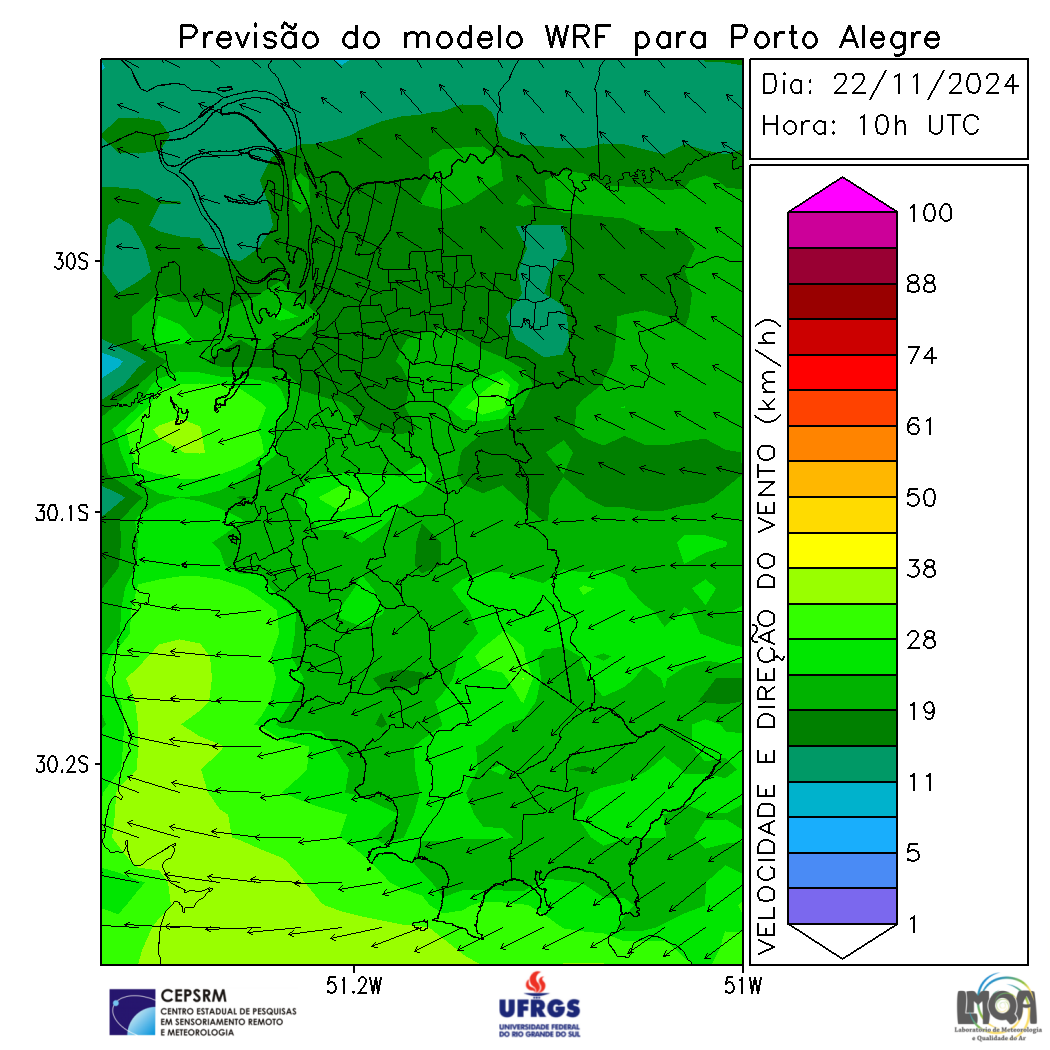 Previsão do modelo WRF para Porto Alegre
Dia: 22/11/2024
Hora: 10h UTC
30S
30.1S
30.2S
51.2W
51W
VELOCIDADE E DIREÇÃO DO VENTO (km/h)
100
88
74
61
50
38
28
19
11
5
1
CEPSRM
CENTRO ESTADUAL DE PESQUISAS
EM SENSORIAMENTO REMOTO
E METEOROLOGIA
UFRGS
UNIVERSIDADE FEDERAL
DO RIO GRANDE DO SUL
LMQA
Laboratório de Meteorologia
e Qualidade do Ar